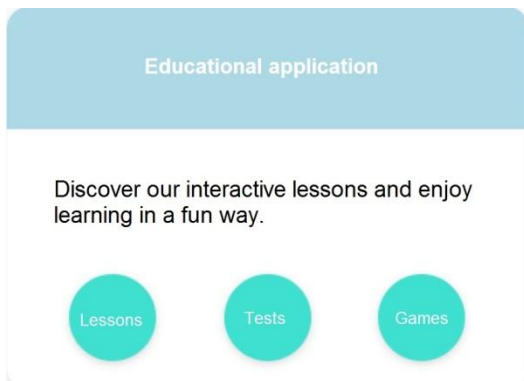 Educational application
Discover our interactive lessons and enjoy
learning in a fun way.
Lessons
Tests
Games